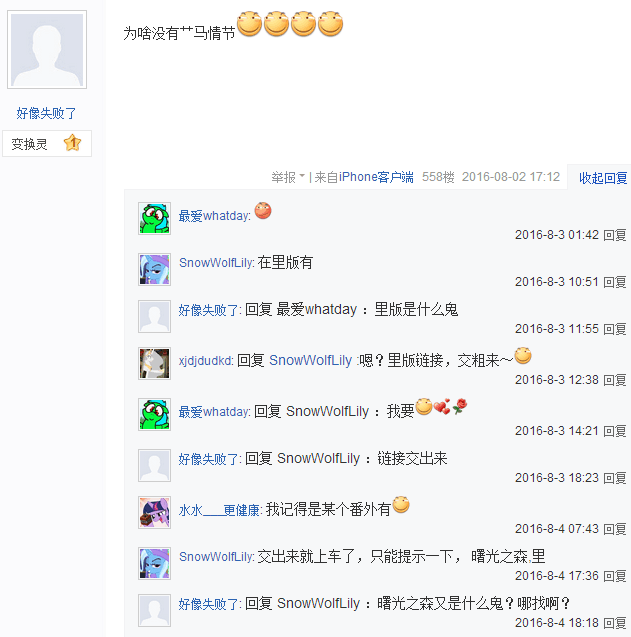 为啥没有艹马情节
好像失败了
变换灵 1
举报 | 来自iPhone客户端 558楼 2016-08-02 17:12 收起回复
最爱whatday:
2016-8-3 01:42 回复
SnowWolfLily: 在里版有
2016-8-3 10:51 回复
好像失败了: 回复 最爱whatday ：里版是什么鬼
2016-8-3 11:55 回复
xjdjdudkd: 回复 SnowWolfLily :嗯？里版链接，交粗来～
2016-8-3 12:38 回复
最爱whatday: 回复 SnowWolfLily ：我要
2016-8-3 14:21 回复
好像失败了: 回复 SnowWolfLily ：链接交出来
2016-8-3 18:23 回复
水水___更健康: 我记得是某个番外有
2016-8-4 07:43 回复
SnowWolfLily: 交出来就上车了，只能提示一下， 曙光之森,里
2016-8-4 17:36 回复
好像失败了: 回复 SnowWolfLily ：曙光之森又是什么鬼？哪找啊？
2016-8-4 18:18 回复